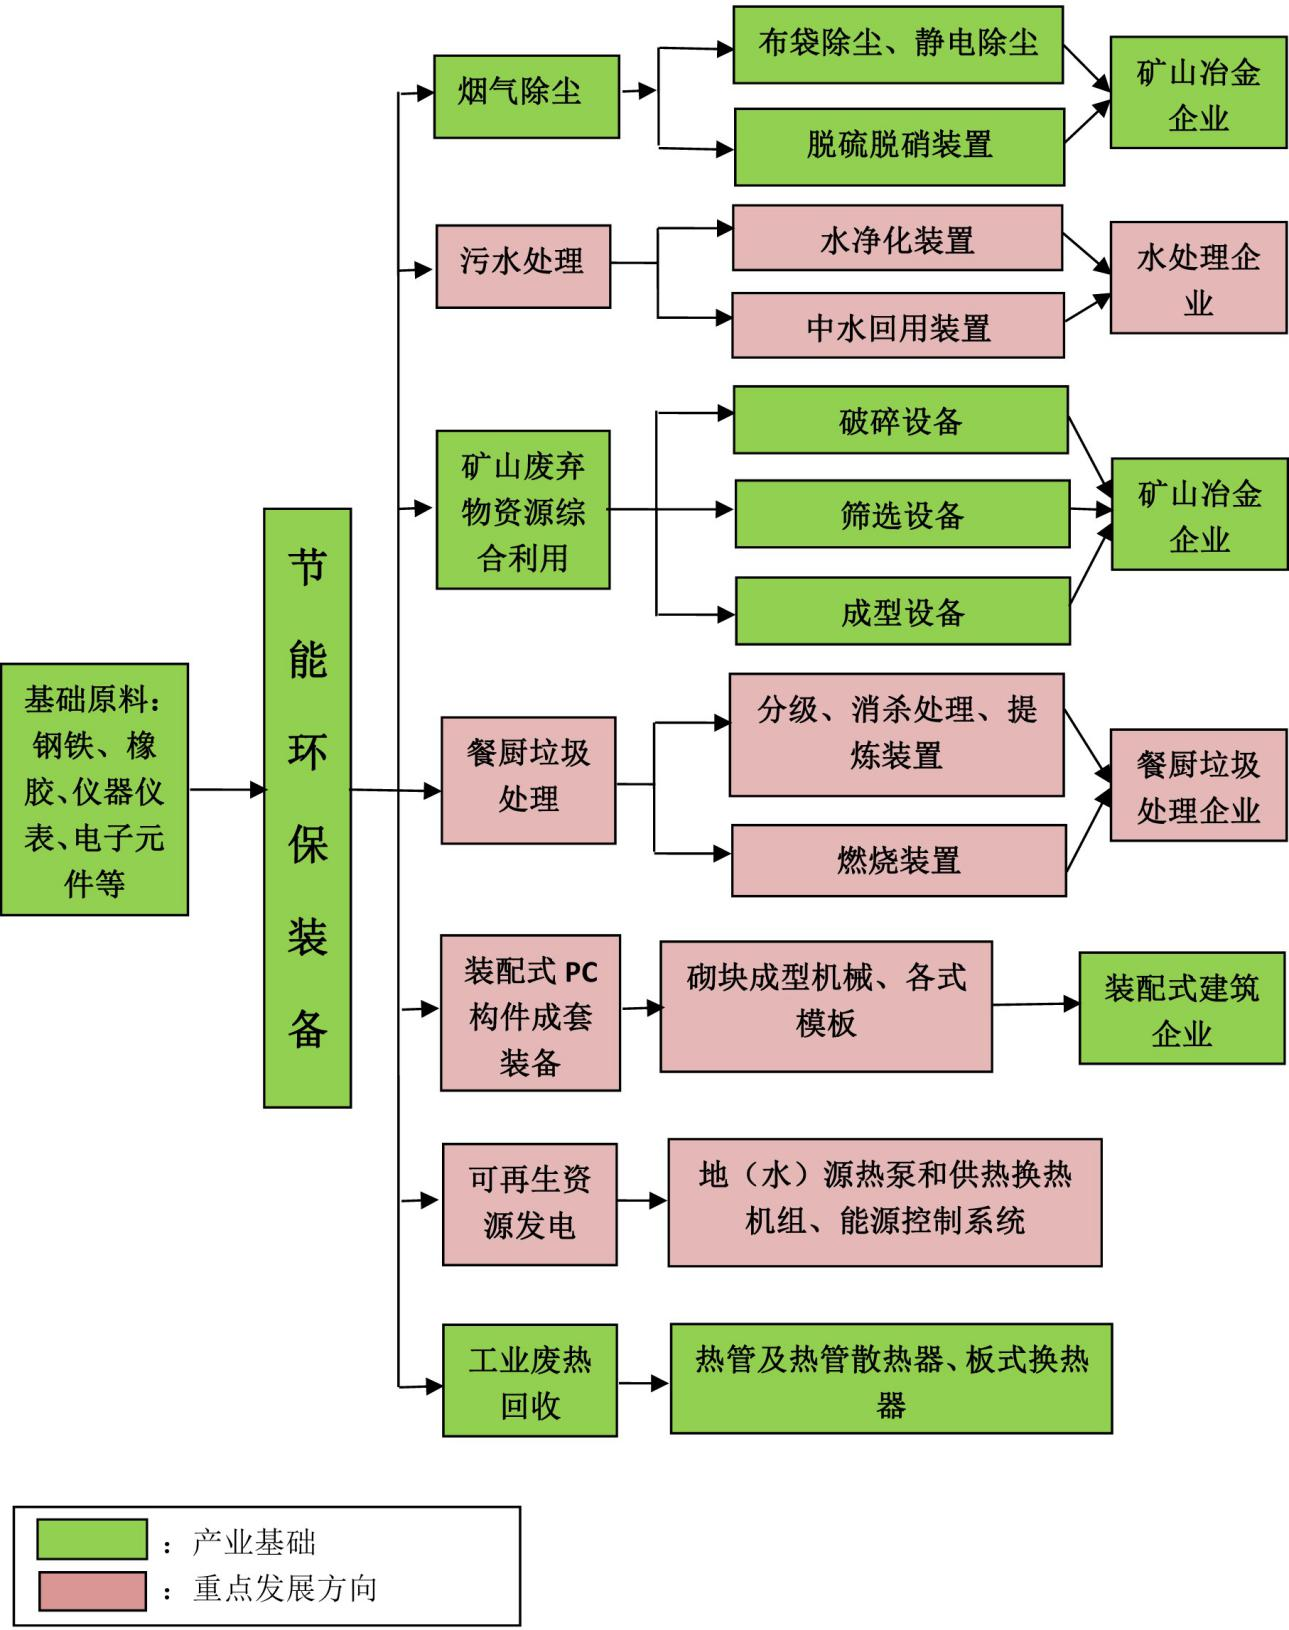 烟气除尘
布袋除尘、静电除尘
脱硫脱硝装置
矿山冶金
企业
污水处理
水净化装置
中水回用装置
水处理企
业
矿山废弃
物资源综
合利用
破碎设备
筛选设备
成型设备
矿山冶金
企业
基础原料：
钢铁、橡
胶、仪器仪
表、电子元
件等
节
能
环
保
装
备
餐厨垃圾
处理
分级、消杀处理、提
炼装置
燃烧装置
餐厨垃圾
处理企业
装配式 PC
构件成套
装备
砌块成型机械、各式
模板
装配式建筑
企业
可再生资
源发电
地（水）源热泵和供热换热
机组、能源控制系统
工业废热
回收
热管及热管散热器、板式换热
器
：产业基础
：重点发展方向